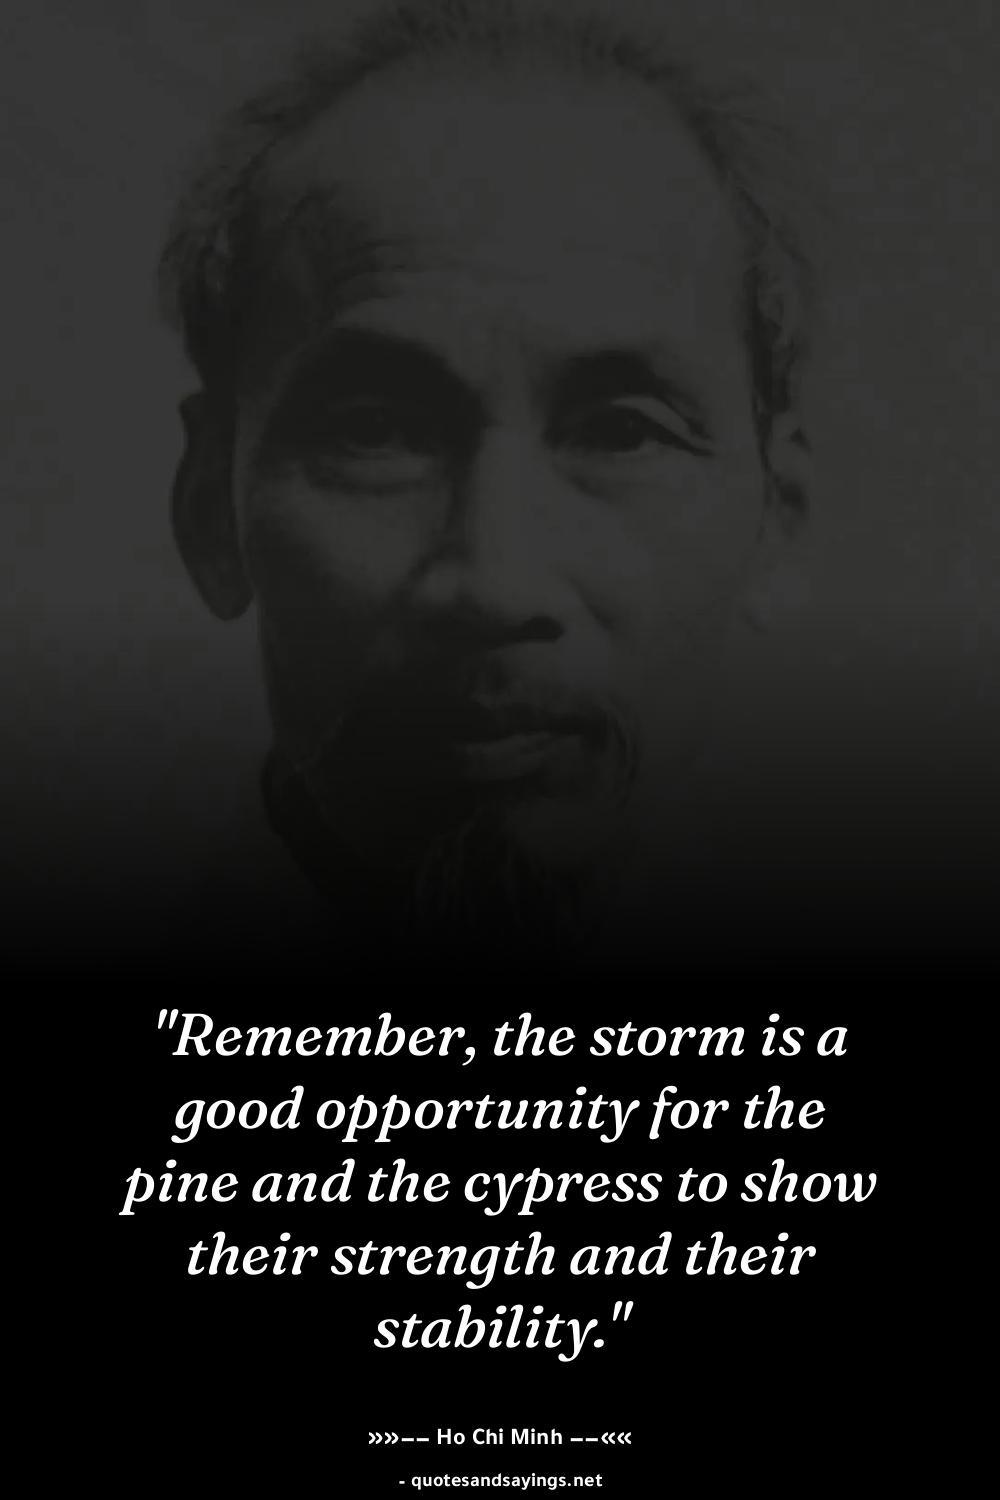 "Remember, the storm is a
good opportunity for the
pine and the cypress to show
their strength and their
stability."
»»−− Ho Chi Minh −−««
- quotesandsayings.net